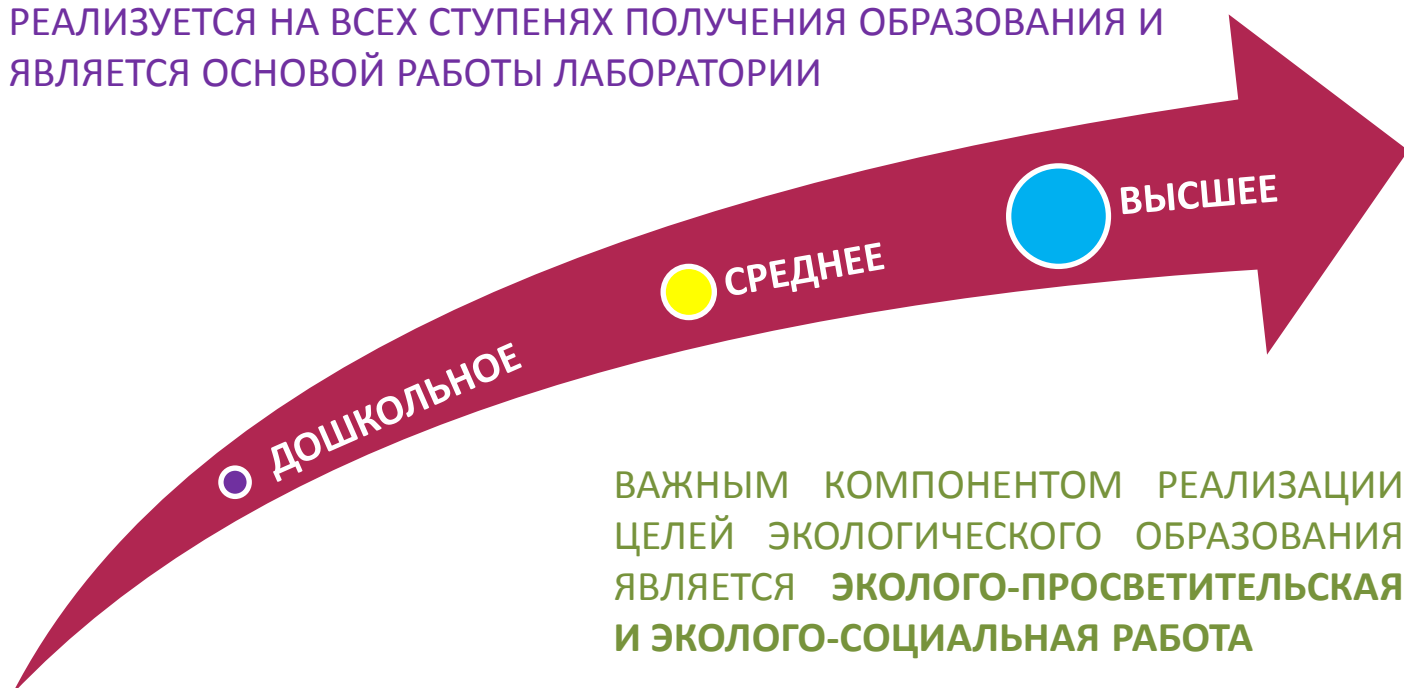 РЕАЛИЗУЕТСЯ НА ВСЕХ СТУПЕНЯХ ПОЛУЧЕНИЯ ОБРАЗОВАНИЯ И
ЯВЛЯЕТСЯ ОСНОВОЙ РАБОТЫ ЛАБОРАТОРИИ
ВЫСШЕЕ
СРЕДНЕЕ
ДОШКОЛЬНОЕ
ВАЖНЫМ КОМПОНЕНТОМ РЕАЛИЗАЦИИ
ЦЕЛЕЙ ЭКОЛОГИЧЕСКОГО ОБРАЗОВАНИЯ
ЯВЛЯЕТСЯ ЭКОЛОГО-ПРОСВЕТИТЕЛЬСКАЯ
И ЭКОЛОГО-СОЦИАЛЬНАЯ РАБОТА